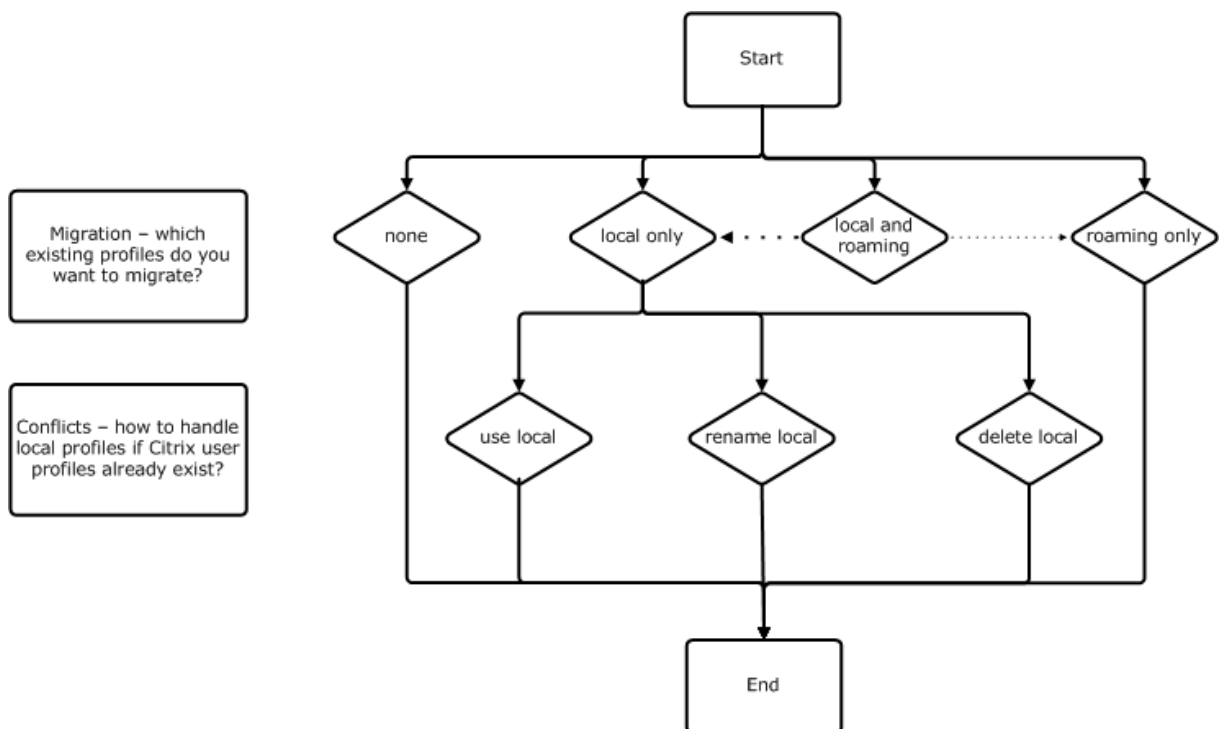 Start
Migration – which
existing profiles do you
want to migrate?
none
local only
local and
roaming
roaming only
Conflicts – how to handle
local profiles if Citrix user
profiles already exist?
use local
rename local
delete local
End